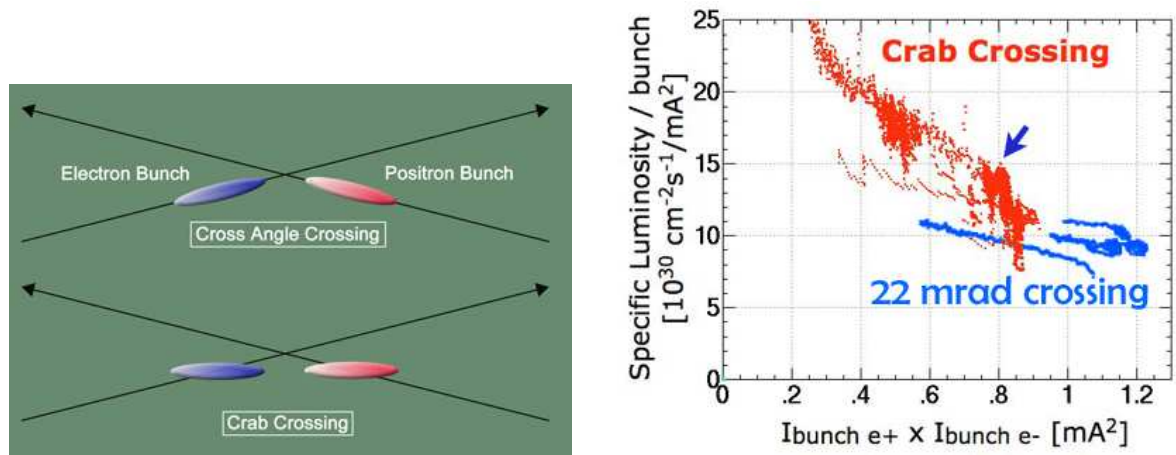 Electron Bunch
Positron Bunch
Cross Angle Crossing
Crab Crossing
Specific Luminosity / bunch
[10³⁰ cm⁻²s⁻¹/mA²]
25
20
15
10
5
0
Crab Crossing
22 mrad crossing
0 .2 .4 .6 .8 1 1.2
Ibunch e+ x Ibunch e- [mA²]